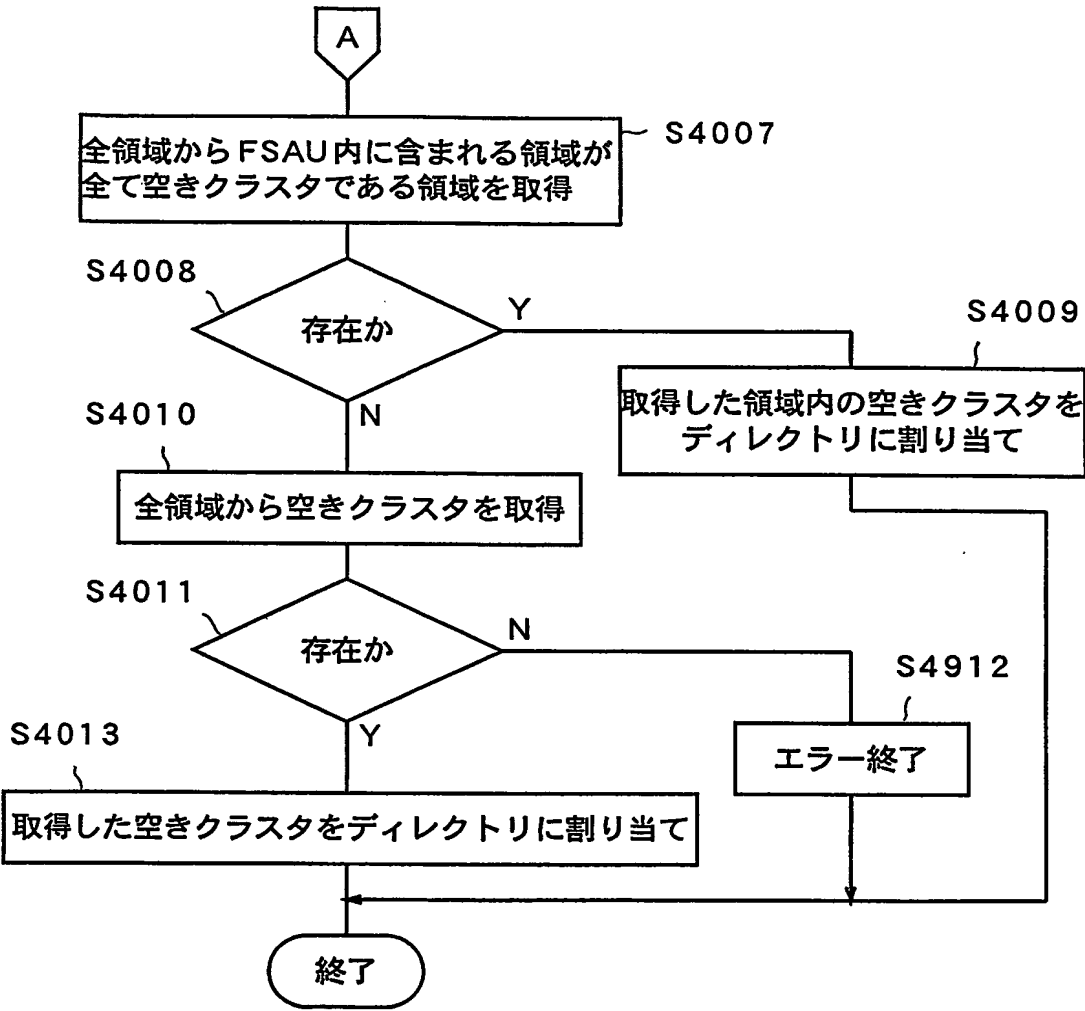 A
S4007
全領域からFSAU内に含まれる領域が
全て空きクラスタである領域を取得
S4008
存在か
Y
N
S4009
取得した領域内の空きクラスタを
ディレクトリに割り当て
S4010
全領域から空きクラスタを取得
S4011
存在か
N
Y
S4912
エラー終了
S4013
取得した空きクラスタをディレクトリに割り当て
終了